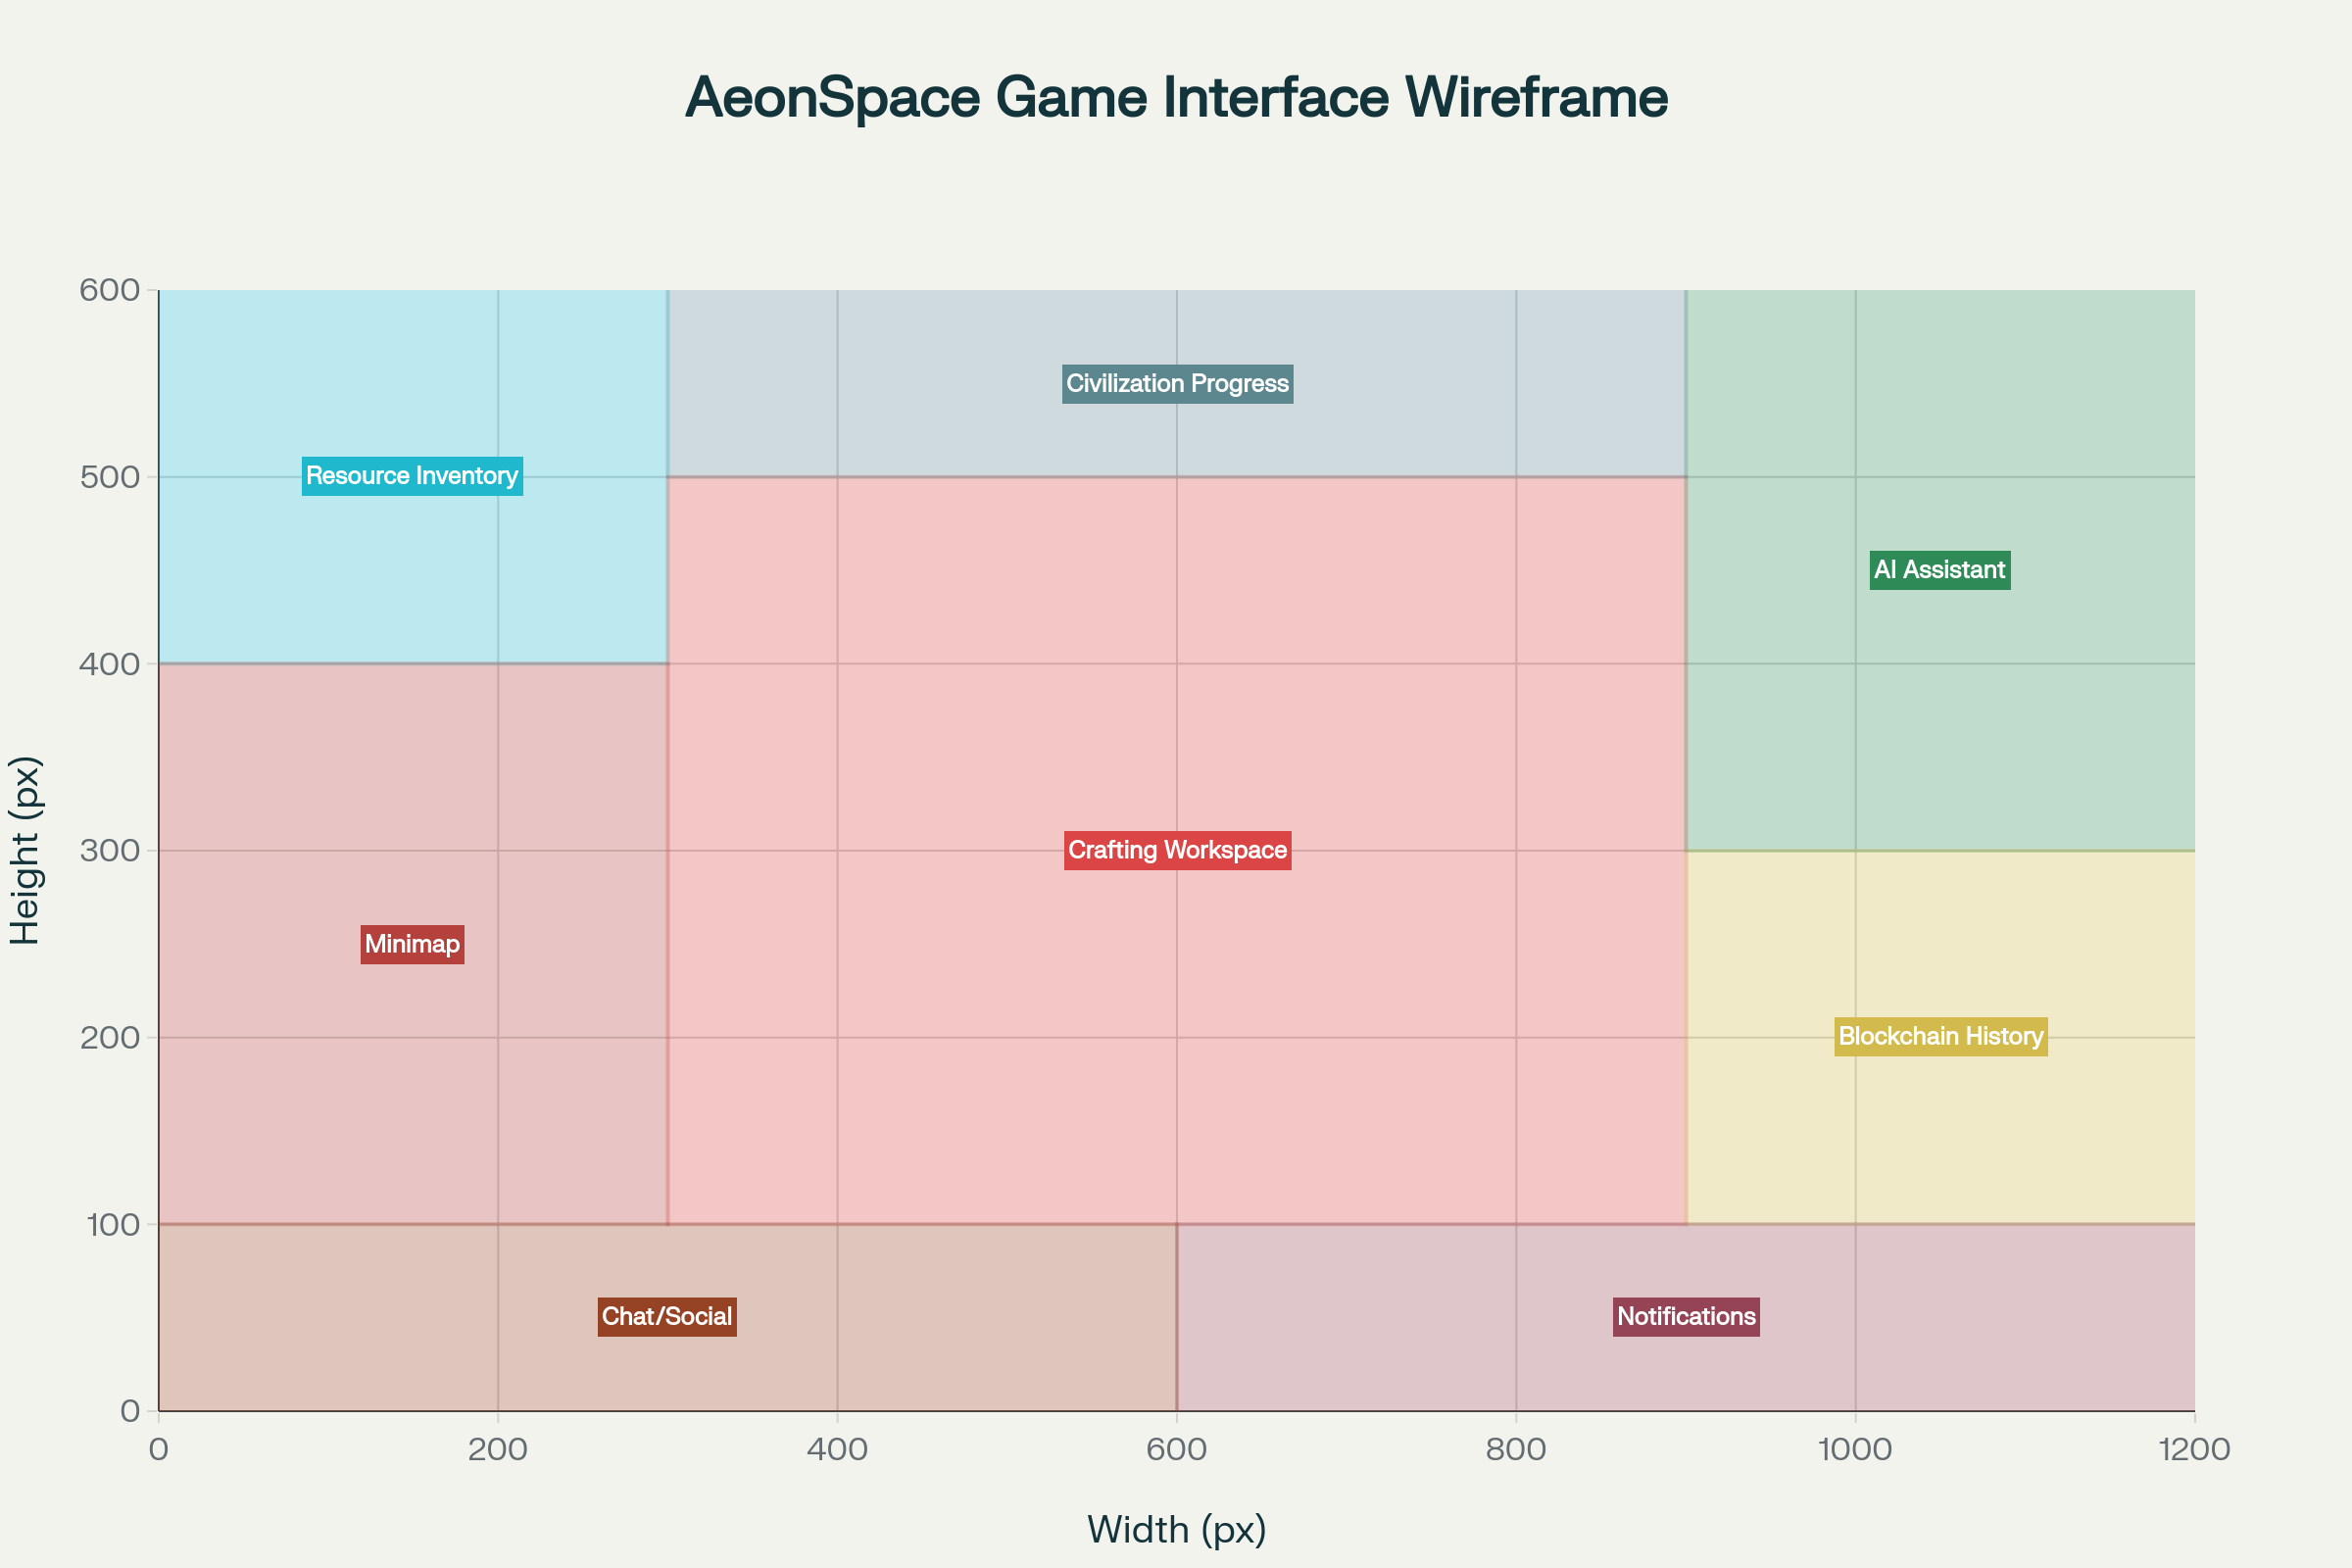 AeonSpace Game Interface Wireframe
600
Civilization Progress
Resource Inventory
500
AI Assistant
400
Crafting Workspace
300
Height (px)
Minimap
Blockchain History
200
100
Chat/Social
Notifications
0
0 200 400 600 800 1000 1200
Width (px)